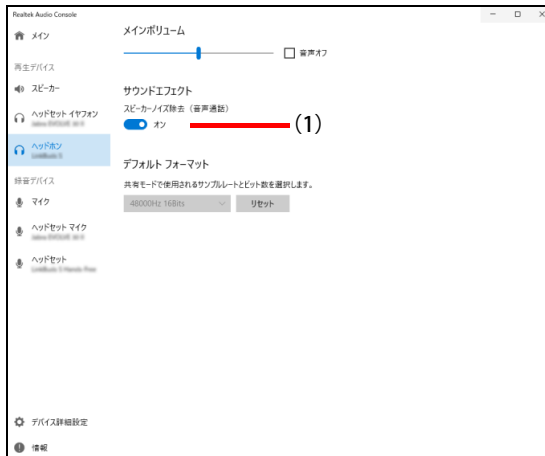 Realtek Audio Console
メイン
再生デバイス
スピーカー
ヘッドセット イヤフォン
ヘッドホン
録音デバイス
マイク
ヘッドセット マイク
ヘッドセット
デバイス詳細設定
情報
メインボリューム
音声オフ
サウンドエフェクト
スピーカーノイズ除去（音声通話）
オン
(1)
デフォルト フォーマット
共有モードで使用されるサンプルレートとビット数を選択します。
48000Hz 16Bits
リセット